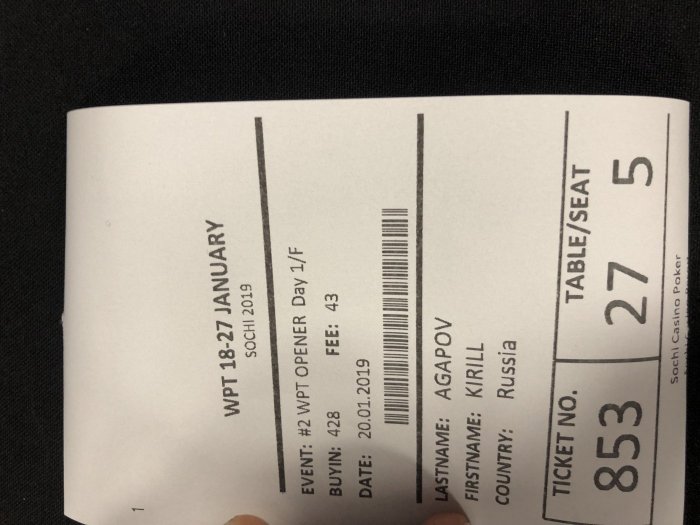 1
WPT 18-27 JANUARY
SOCHI 2019
EVENT: #2 WPT OPENER Day 1/F
BUYIN: 428 FEE: 43
DATE: 20.01.2019
LASTNAME: AGAPOV
FIRSTNAME: KIRILL
COUNTRY: Russia
TICKET NO. TABLE/SEAT
853 27 5
Sochi Casino Poker